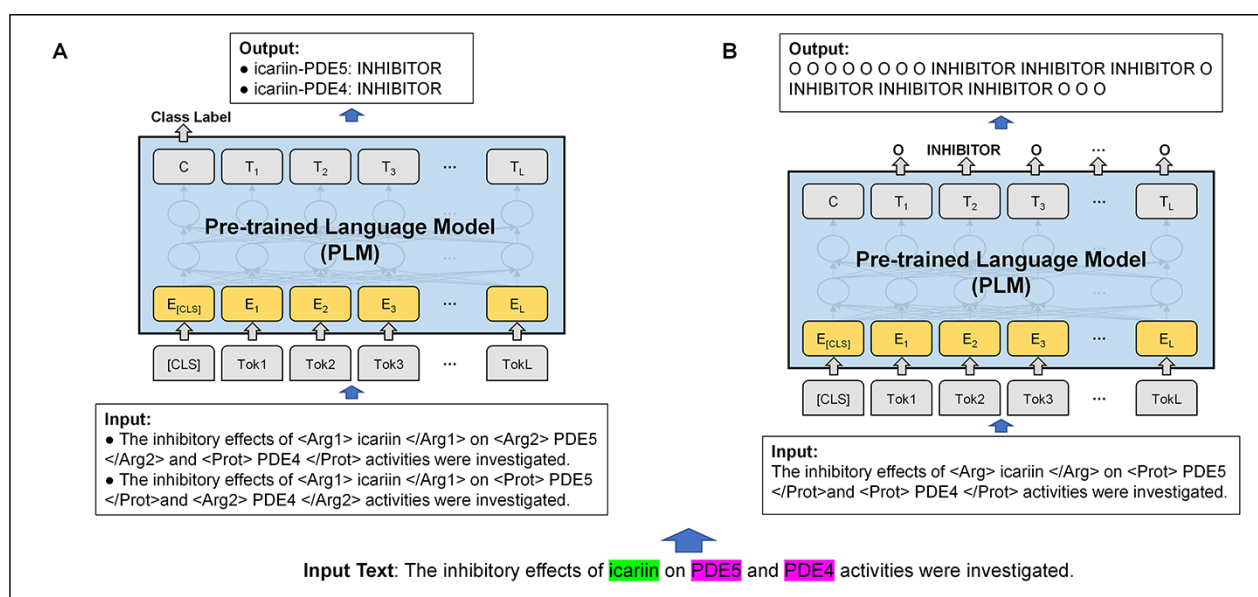 A
Output:
● icariin-PDE5: INHIBITOR
● icariin-PDE4: INHIBITOR
Class Label
C T1 T2 T3 ... TL
Pre-trained Language Model
(PLM)
E[CLS] E1 E2 E3 ... EL
[CLS] Tok1 Tok2 Tok3 ... TokL
Input:
● The inhibitory effects of <Arg1> icariin </Arg1> on <Arg2> PDE5
</Arg2> and <Prot> PDE4 </Prot> activities were investigated.
● The inhibitory effects of <Arg1> icariin </Arg1> on <Prot> PDE5
</Prot>and <Arg2> PDE4 </Arg2> activities were investigated.
B
Output:
O O O O O O O O INHIBITOR INHIBITOR INHIBITOR O
INHIBITOR INHIBITOR INHIBITOR O O O
O INHIBITOR O ... O
C T1 T2 T3 ... TL
Pre-trained Language Model
(PLM)
E[CLS] E1 E2 E3 ... EL
[CLS] Tok1 Tok2 Tok3 ... TokL
Input:
The inhibitory effects of <Arg> icariin </Arg> on <Prot> PDE5
</Prot>and <Prot> PDE4 </Prot> activities were investigated.
Input Text: The inhibitory effects of icariin on PDE5 and PDE4 activities were investigated.